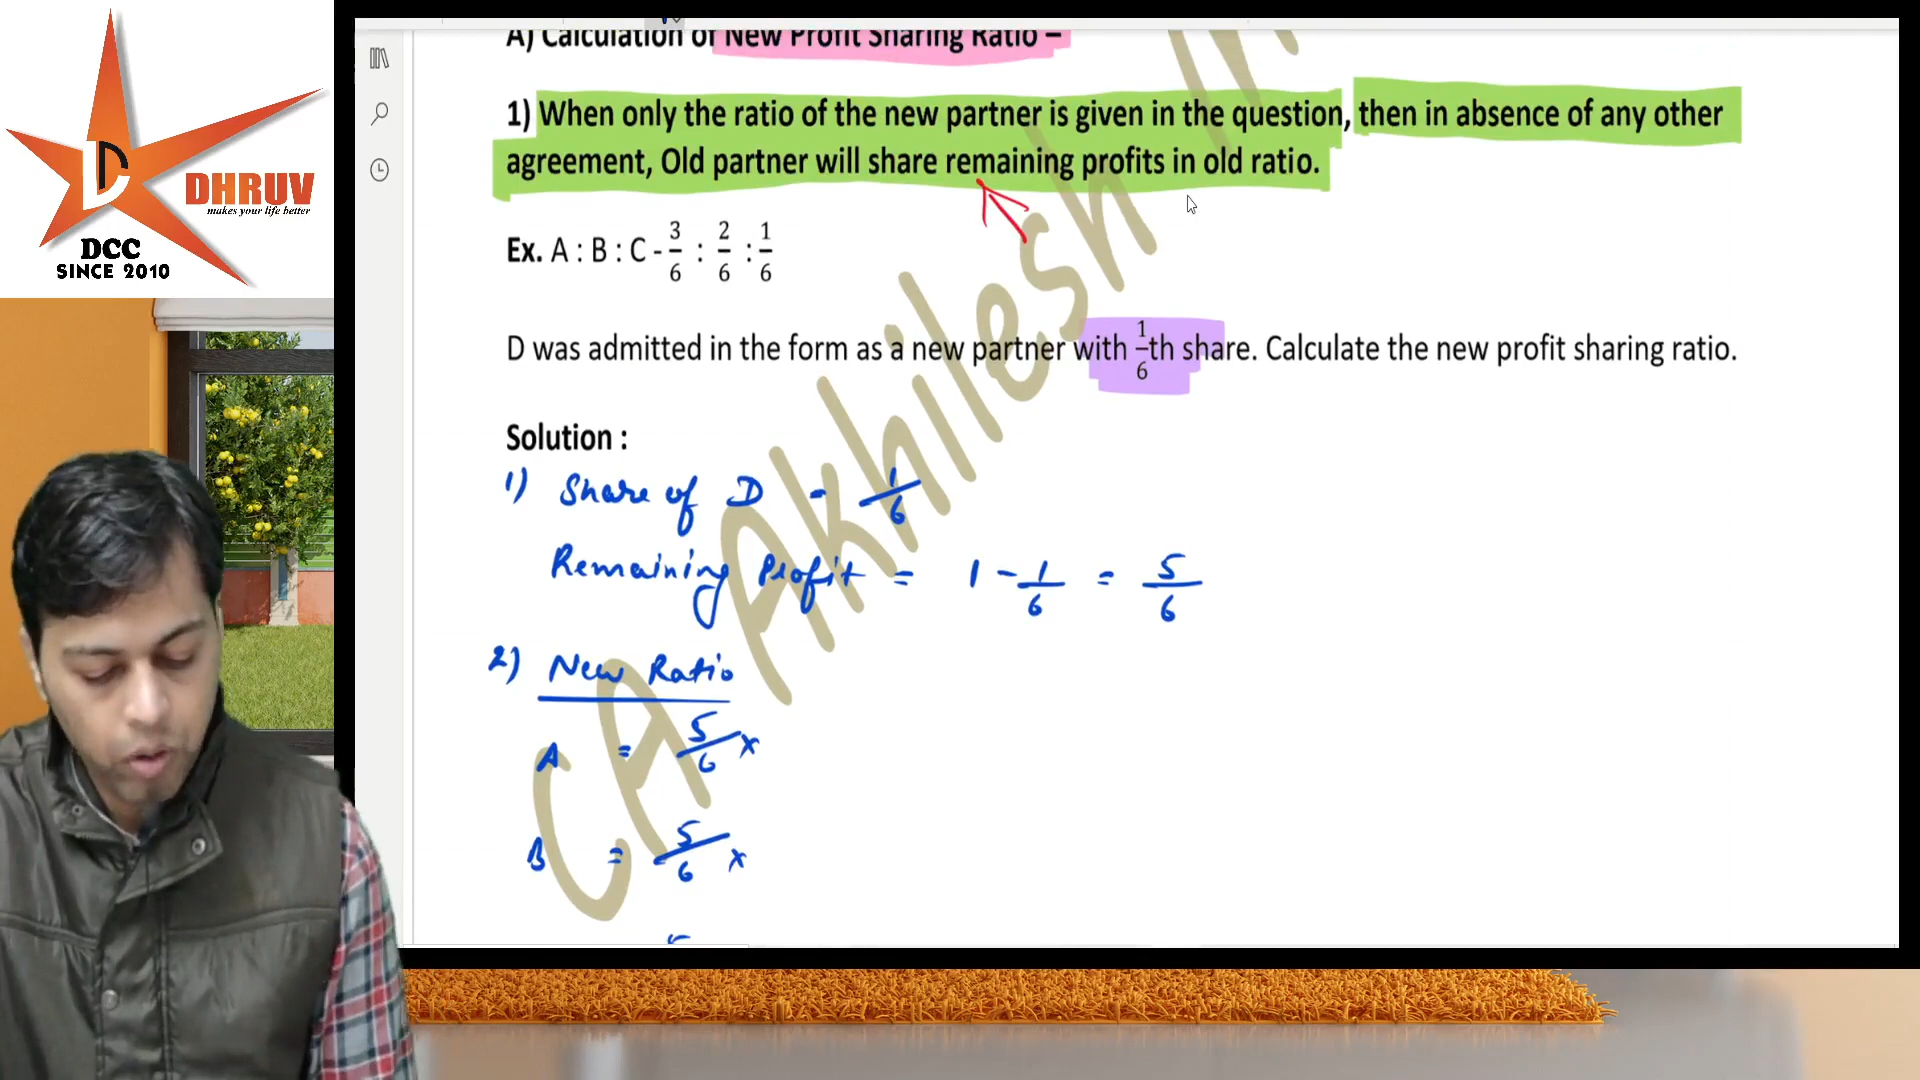 A) Calculation of New Profit Sharing Ratio –
1) When only the ratio of the new partner is given in the question, then in absence of any other
agreement, Old partner will share remaining profits in old ratio.
Ex. A : B : C - 3/6 : 2/6 : 1/6
D was admitted in the form as a new partner with 1/6 th share. Calculate the new profit sharing ratio.
Solution :
1) Share of D - 1/6
Remaining Profit = 1 - 1/6 = 5/6
2) New Ratio
A = 5/6 ×
B = 5/6 ×
CA Akhilesh
D
DHRUV
makes your life better
DCC
SINCE 2010